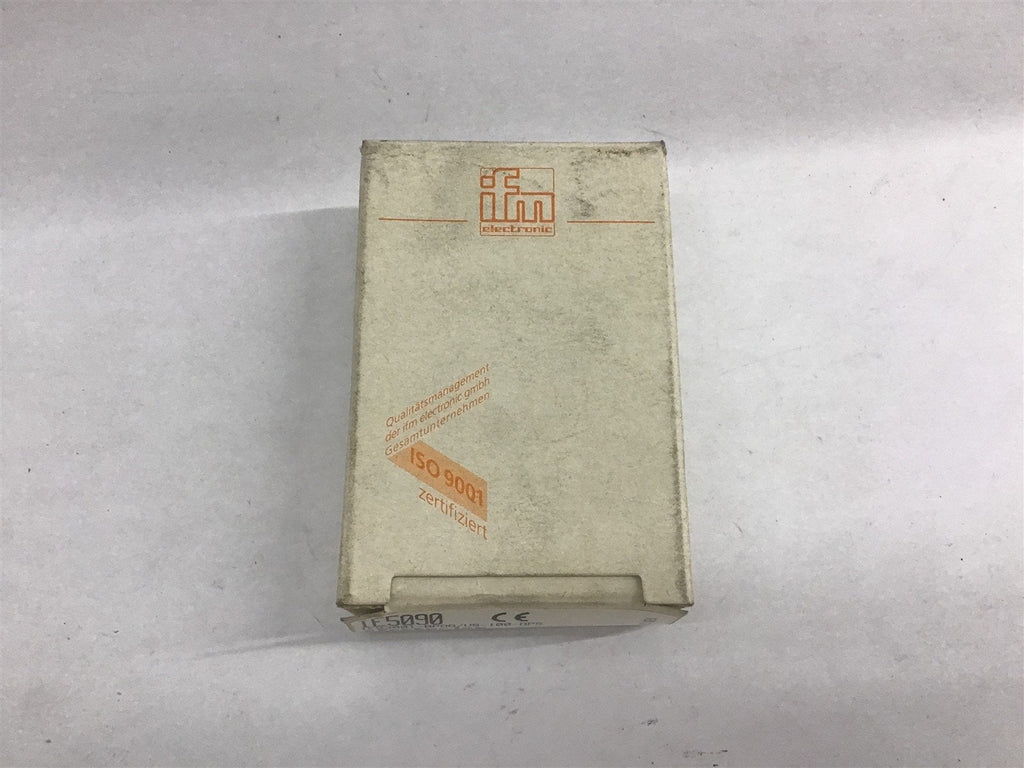 ifm
electronic
Qualitätsmanagement
der ifm electronic gmbh
Gesamtunternehmen
ISO 9001
zertifiziert
IF5090 CE